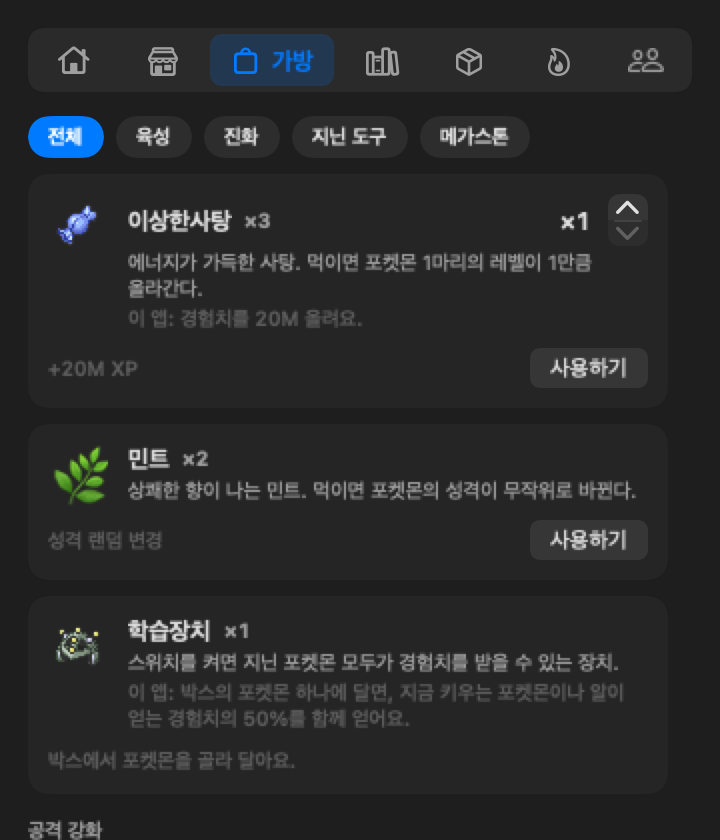 가방
전체 육성 진화 지닌 도구 메가스톤
이상한사탕 ×3 ×1
에너지가 가득한 사탕. 먹이면 포켓몬 1마리의 레벨이 1만큼
올라간다.
이 앱: 경험치를 20M 올려요.
+20M XP 사용하기
민트 ×2
상쾌한 향이 나는 민트. 먹이면 포켓몬의 성격이 무작위로 바뀐다.
성격 랜덤 변경 사용하기
학습장치 ×1
스위치를 켜면 지닌 포켓몬 모두가 경험치를 받을 수 있는 장치.
이 앱: 박스의 포켓몬 하나에 달면, 지금 키우는 포켓몬이나 알이
얻는 경험치의 50%를 함께 얻어요.
박스에서 포켓몬을 골라 달아요.
공격 강화